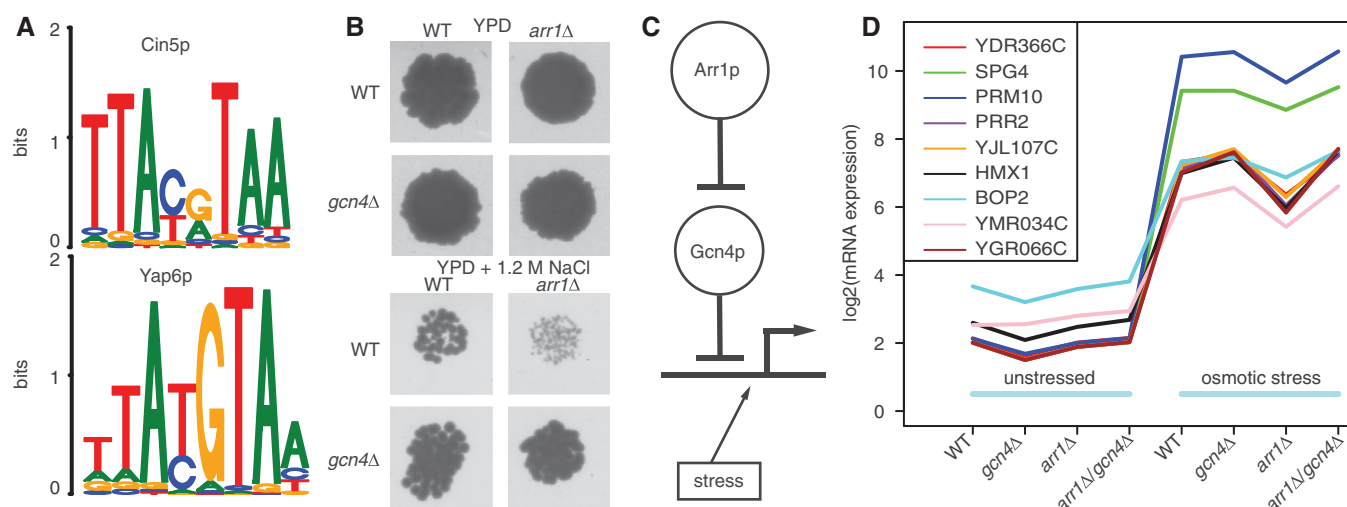 A
2
1
0
bits
Cin5p
TTACGTAA
2
1
0
bits
Yap6p
TTATGTAA
B
WT YPD arr1Δ
WT
gcn4Δ
YPD + 1.2 M NaCl
WT arr1Δ
WT
gcn4Δ
C
Arr1p
Gcn4p
stress
D
log2(mRNA expression)
10
8
6
4
2
0
YDR366C
SPG4
PRM10
PRR2
YJL107C
HMX1
BOP2
YMR034C
YGR066C
unstressed
osmotic stress
WT
gcn4Δ
arr1Δ
arr1Δ/gcn4Δ
WT
gcn4Δ
arr1Δ
arr1Δ/gcn4Δ